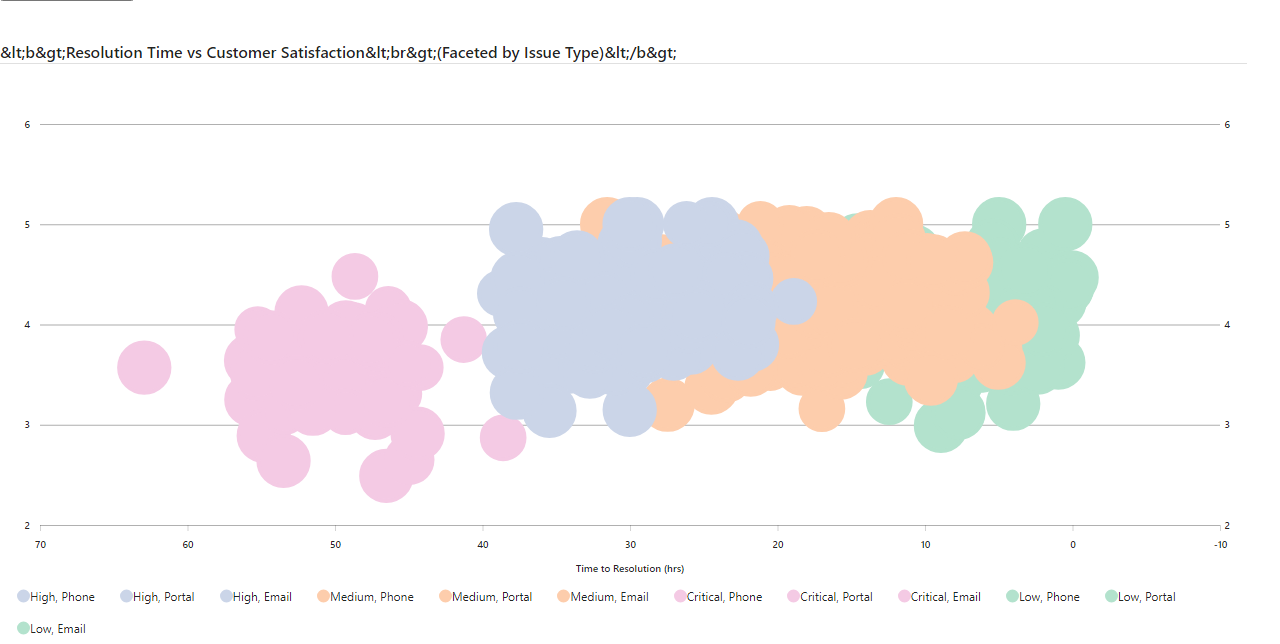 &lt;b&gt;Resolution Time vs Customer Satisfaction&lt;br&gt;(Faceted by Issue Type)&lt;/b&gt;
6 6
5 5
4 4
3 3
2 2
70 60 50 40 30 20 10 0 -10
Time to Resolution (hrs)
High, Phone High, Portal High, Email Medium, Phone Medium, Portal Medium, Email Critical, Phone Critical, Portal Critical, Email Low, Phone Low, Portal
Low, Email